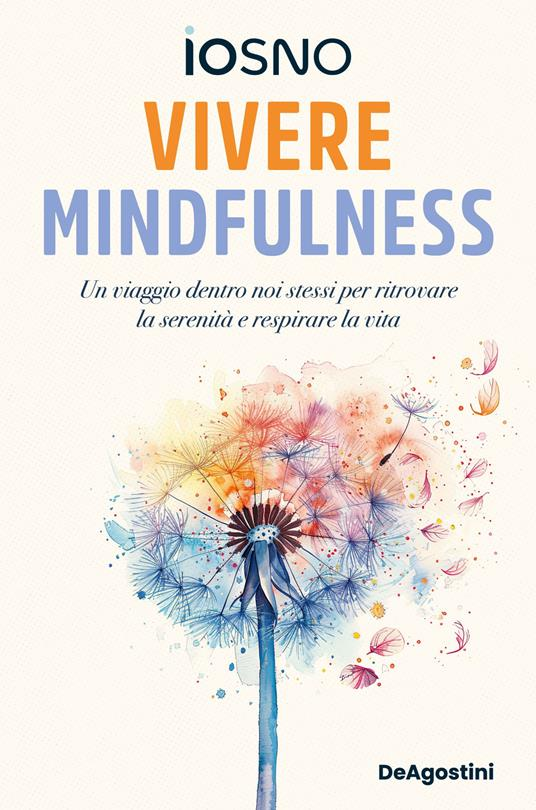 iOSNO
VIVERE
MINDFULNESS
Un viaggio dentro noi stessi per ritrovare
la serenità e respirare la vita
DeAgostini